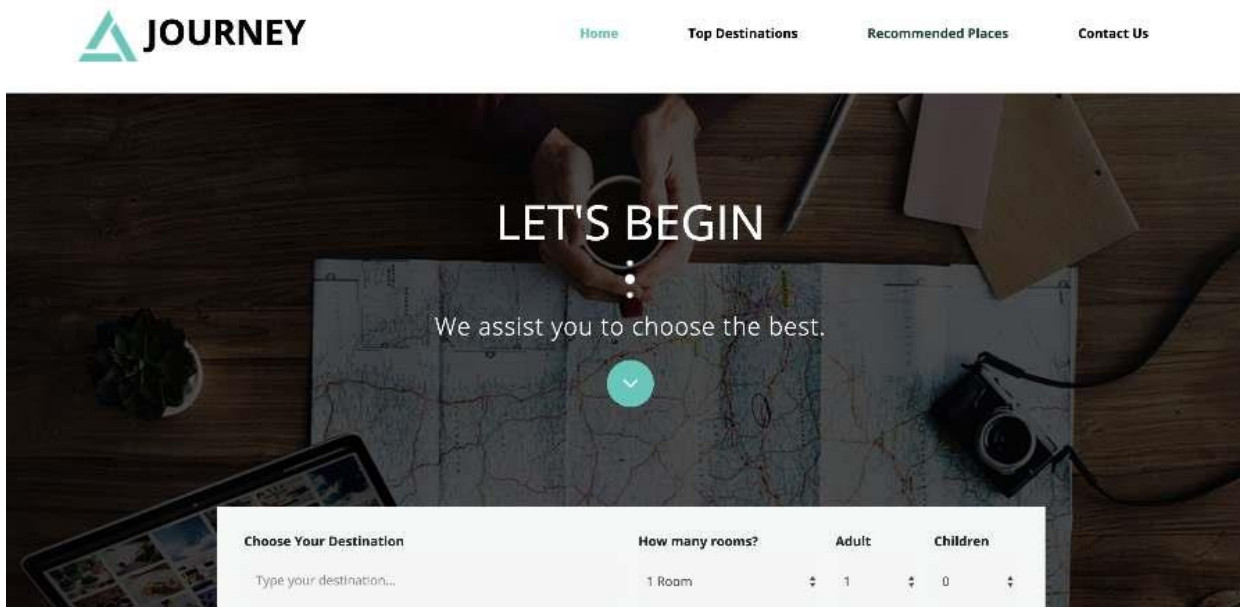 JOURNEY
Home Top Destinations Recommended Places Contact Us
LET'S BEGIN
We assist you to choose the best.
Choose Your Destination How many rooms? Adult Children
Type your destination... 1 Room 1 0